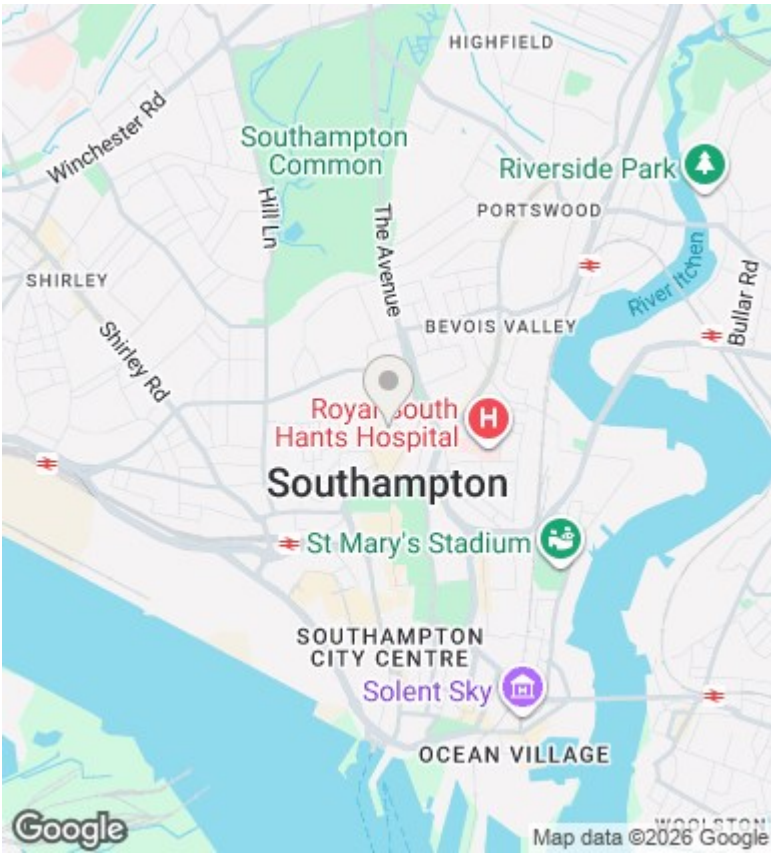 HIGHFIELD
Winchester Rd
Southampton
Common
Riverside Park
Hill Ln
The Avenue
PORTSWOOD
River Itchen
Bullar Rd
SHIRLEY
BEVOIS VALLEY
Shirley Rd
Royal South
Hants Hospital
H
Southampton
St Mary's Stadium
SOUTHAMPTON
CITY CENTRE
Solent Sky
OCEAN VILLAGE
WOOLSTON
Google
Map data ©2026 Google